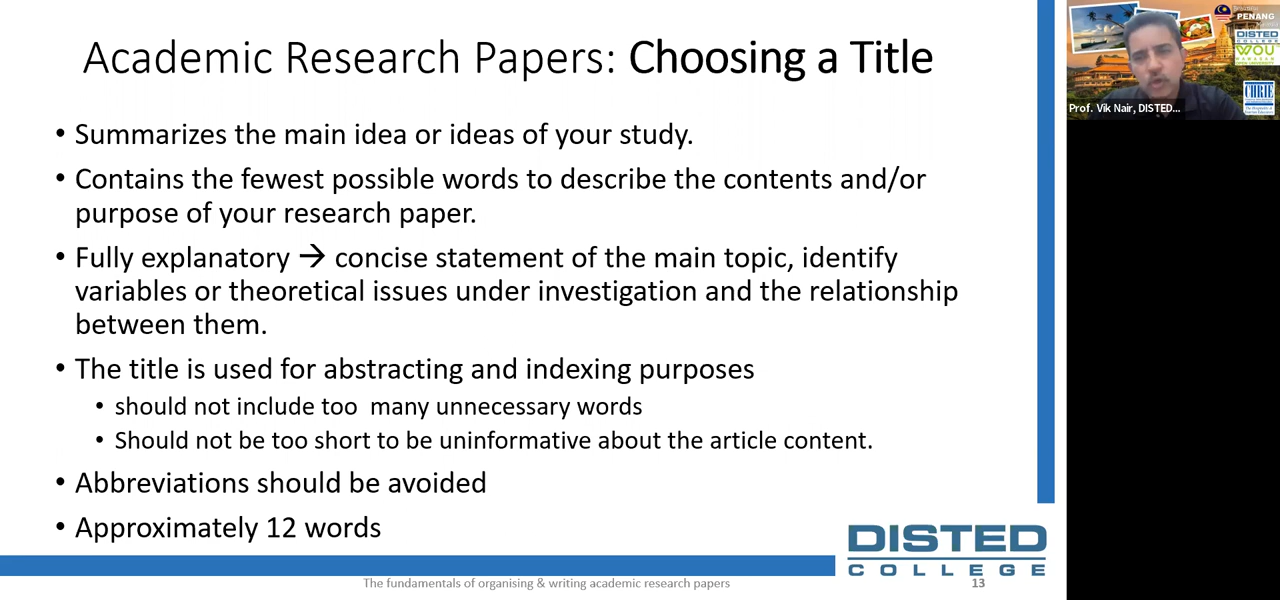 Academic Research Papers: Choosing a Title
• Summarizes the main idea or ideas of your study.
• Contains the fewest possible words to describe the contents and/or
purpose of your research paper.
• Fully explanatory → concise statement of the main topic, identify
variables or theoretical issues under investigation and the relationship
between them.
• The title is used for abstracting and indexing purposes
• should not include too  many unnecessary words
• Should not be too short to be uninformative about the article content.
• Abbreviations should be avoided
• Approximately 12 words
DISTED
COLLEGE
The fundamentals of organising & writing academic research papers
13
PENANG
DISTED
COLLEGE
WOU
CHRIE
Prof. Vik Nair, DISTED...